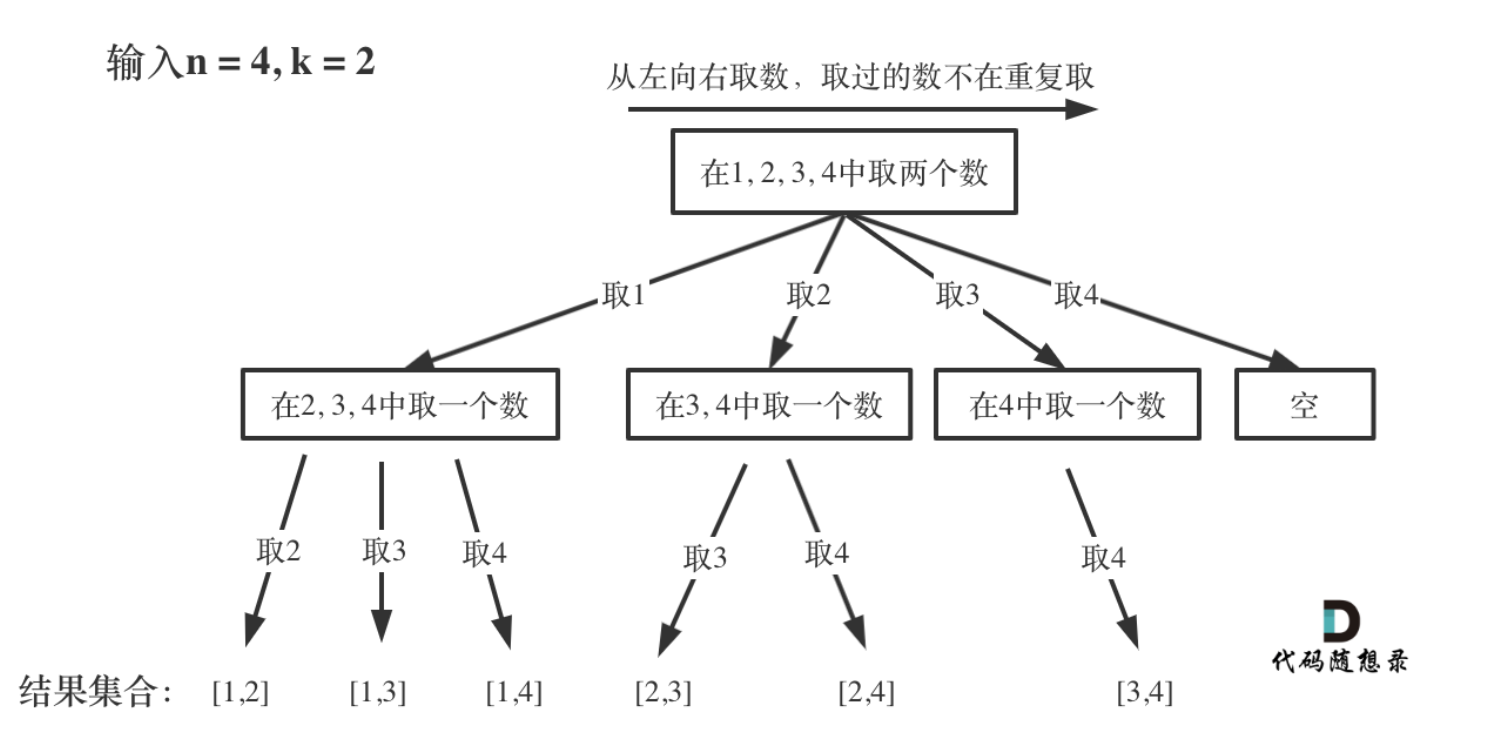 输入n = 4, k = 2
从左向右取数，取过的数不在重复取
在1, 2, 3, 4中取两个数
取1 取2 取3 取4
在2, 3, 4中取一个数 在3, 4中取一个数 在4中取一个数 空
取2 取3 取4 取3 取4 取4
代码随想录
结果集合： [1,2] [1,3] [1,4] [2,3] [2,4] [3,4]